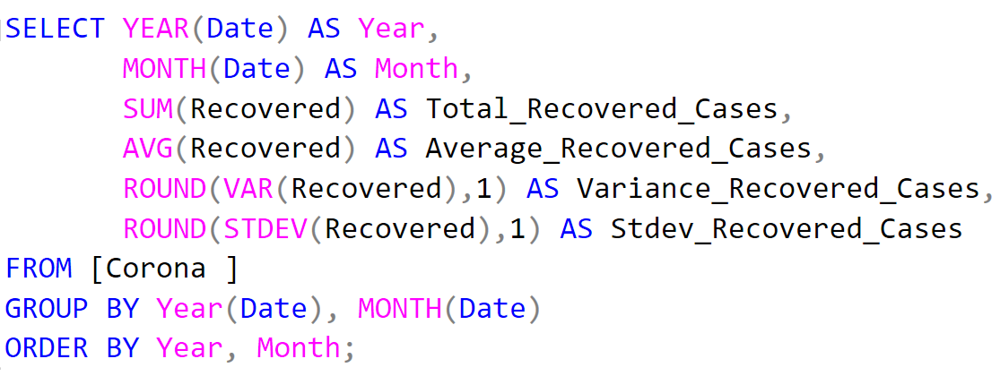 SELECT YEAR(Date) AS Year,
MONTH(Date) AS Month,
SUM(Recovered) AS Total_Recovered_Cases,
AVG(Recovered) AS Average_Recovered_Cases,
ROUND(VAR(Recovered),1) AS Variance_Recovered_Cases,
ROUND(STDEV(Recovered),1) AS Stdev_Recovered_Cases
FROM [Corona ]
GROUP BY Year(Date), MONTH(Date)
ORDER BY Year, Month;